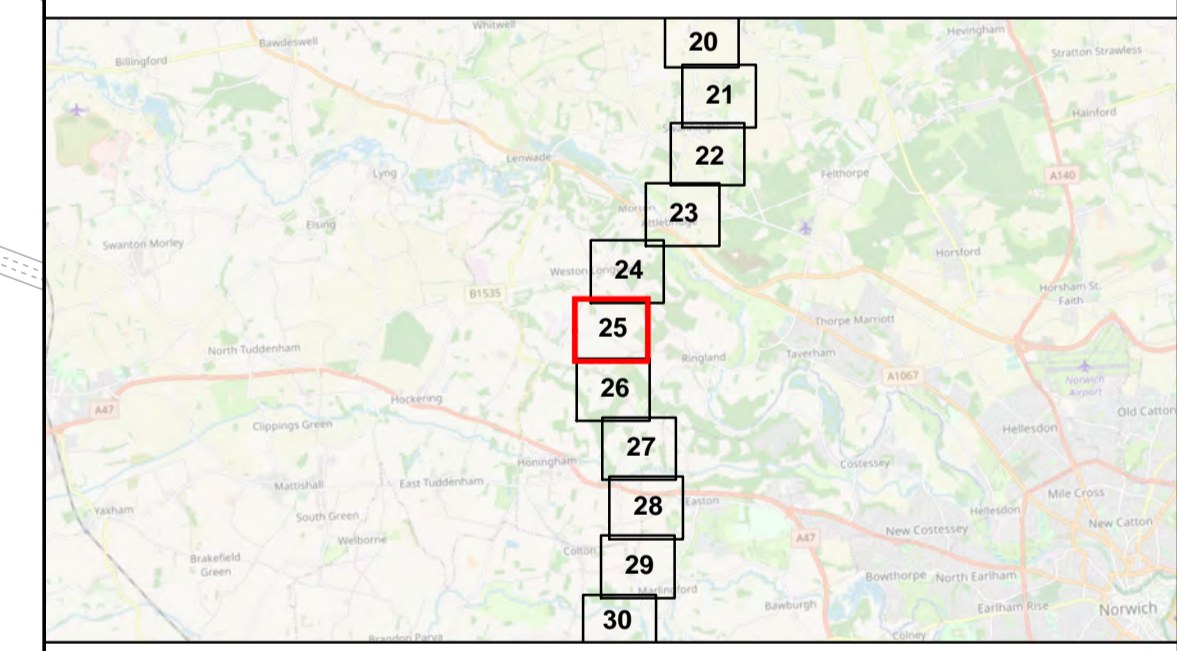 Whitwell
20
Hevingham
Bawdeswell
Stratton Strawless
Billingford
21
Hainford
22
Lenwade
Lyng
Felthorpe
A140
Morton
23
Attlebridge
Elsing
Swanton Morley
Horsford
Weston Long
24
B1535
Horsham St.
Faith
25
Thorpe Marriott
North Tuddenham
Ringland
Taverham
A1067
Norwich
Airport
26
Hockering
A47
Old Catton
Clippings Green
Hellesdon
27
Honingham
Costessey
East Tuddenham
Mattishall
Mile Cross
28
Easton
Yaxham
Hellesdon
South Green
New Catton
New Costessey
A47
Welborne
Colton
Brakefield
Green
29
Bowthorpe
North Earlham
Marlingford
Bawburgh
Earlham Rise
Norwich
30
Brandon Parva
Colney